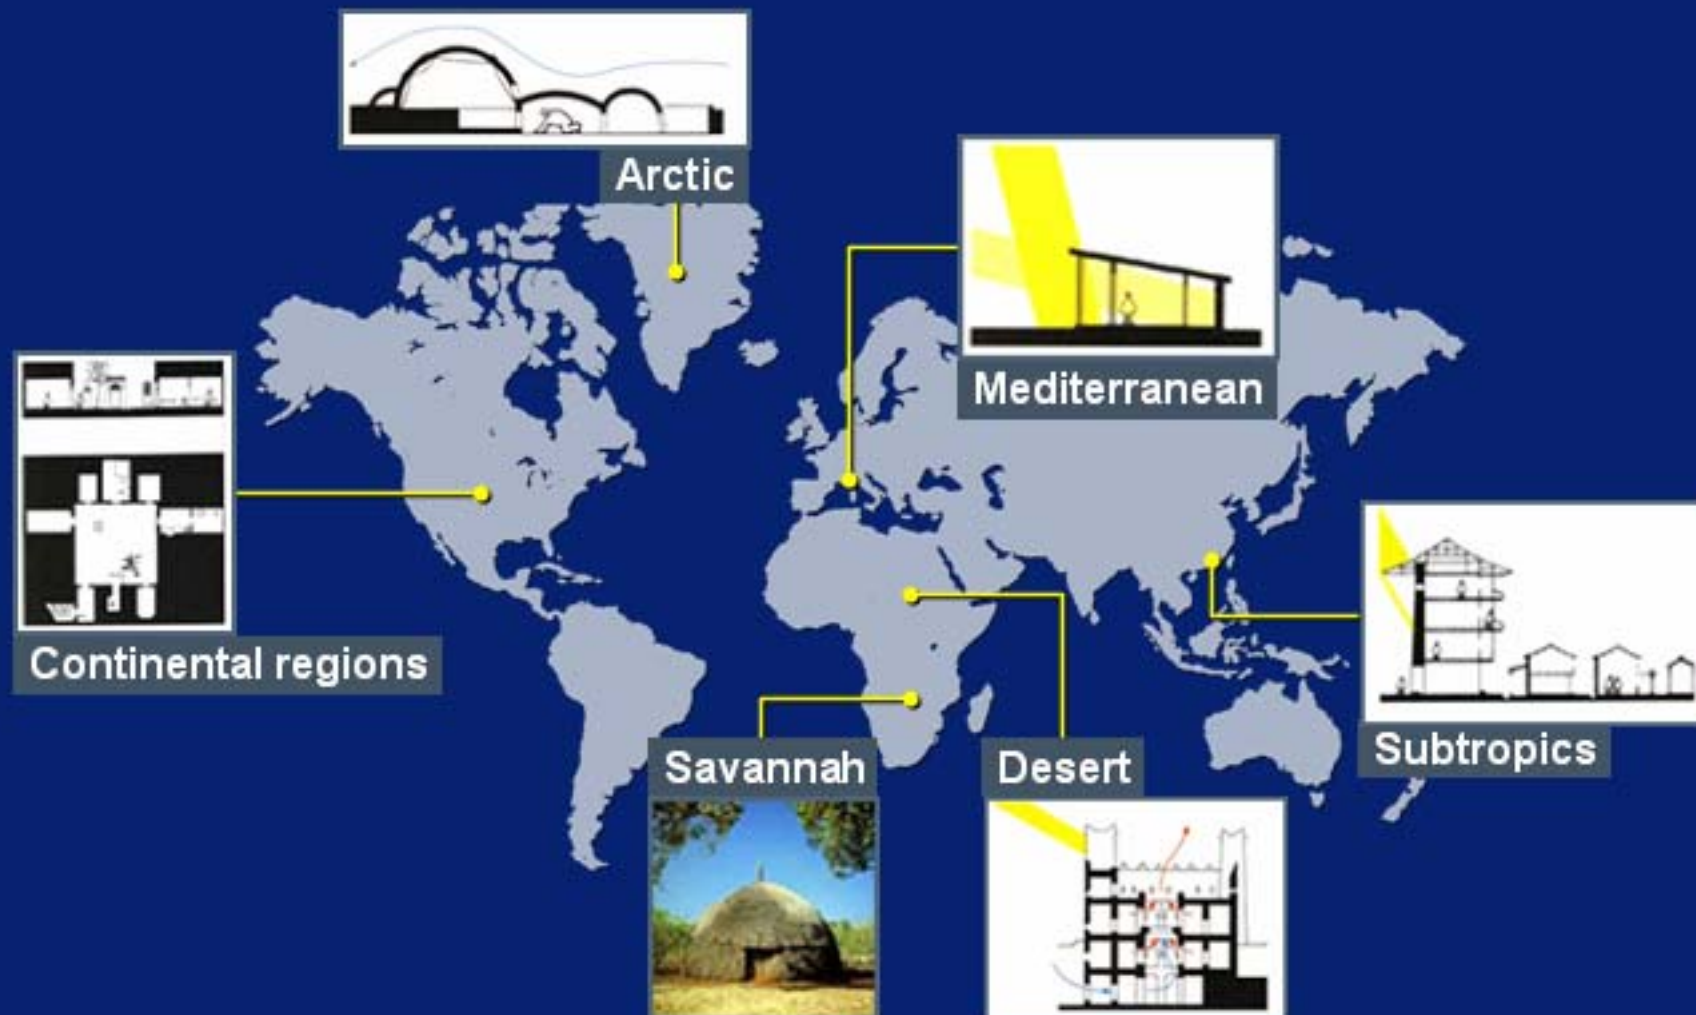 Arctic
Mediterranean
Continental regions
Subtropics
Savannah
Desert